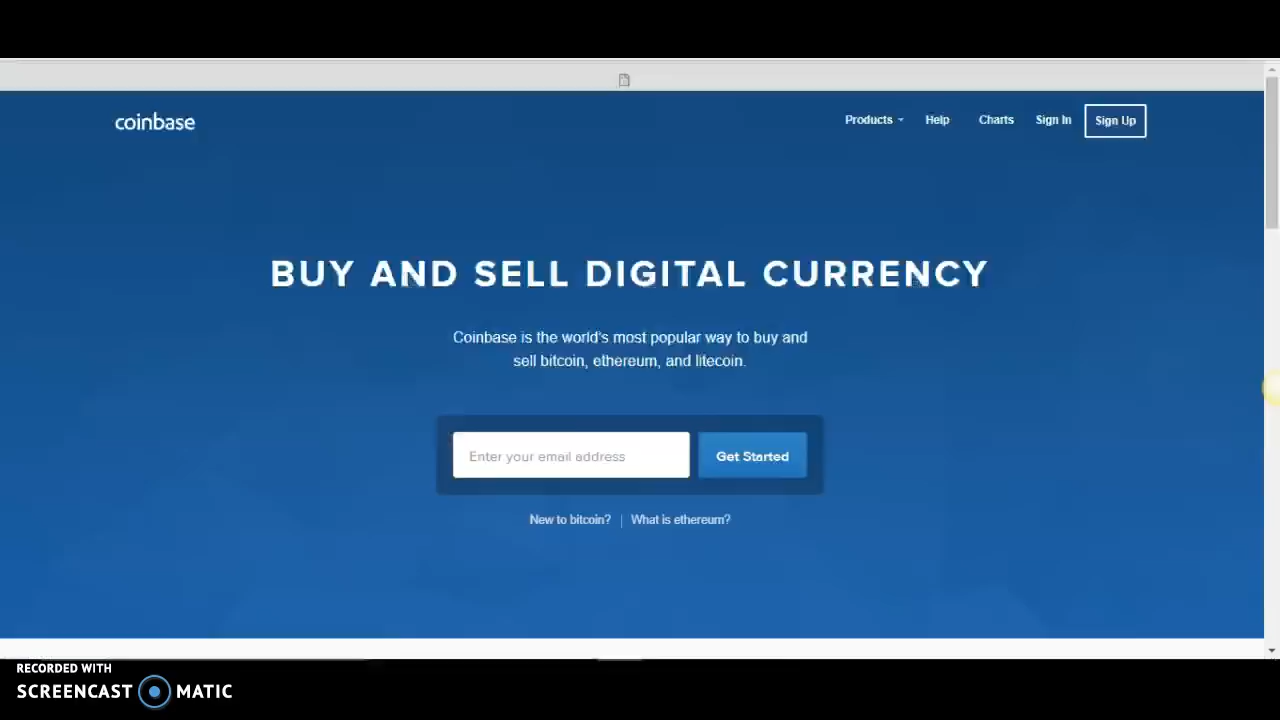 coinbase
Products
Help
Charts
Sign In
Sign Up
BUY AND SELL DIGITAL CURRENCY
Coinbase is the world's most popular way to buy and
sell bitcoin, ethereum, and litecoin.
Enter your email address
Get Started
New to bitcoin? | What is ethereum?
RECORDED WITH
SCREENCAST MATIC